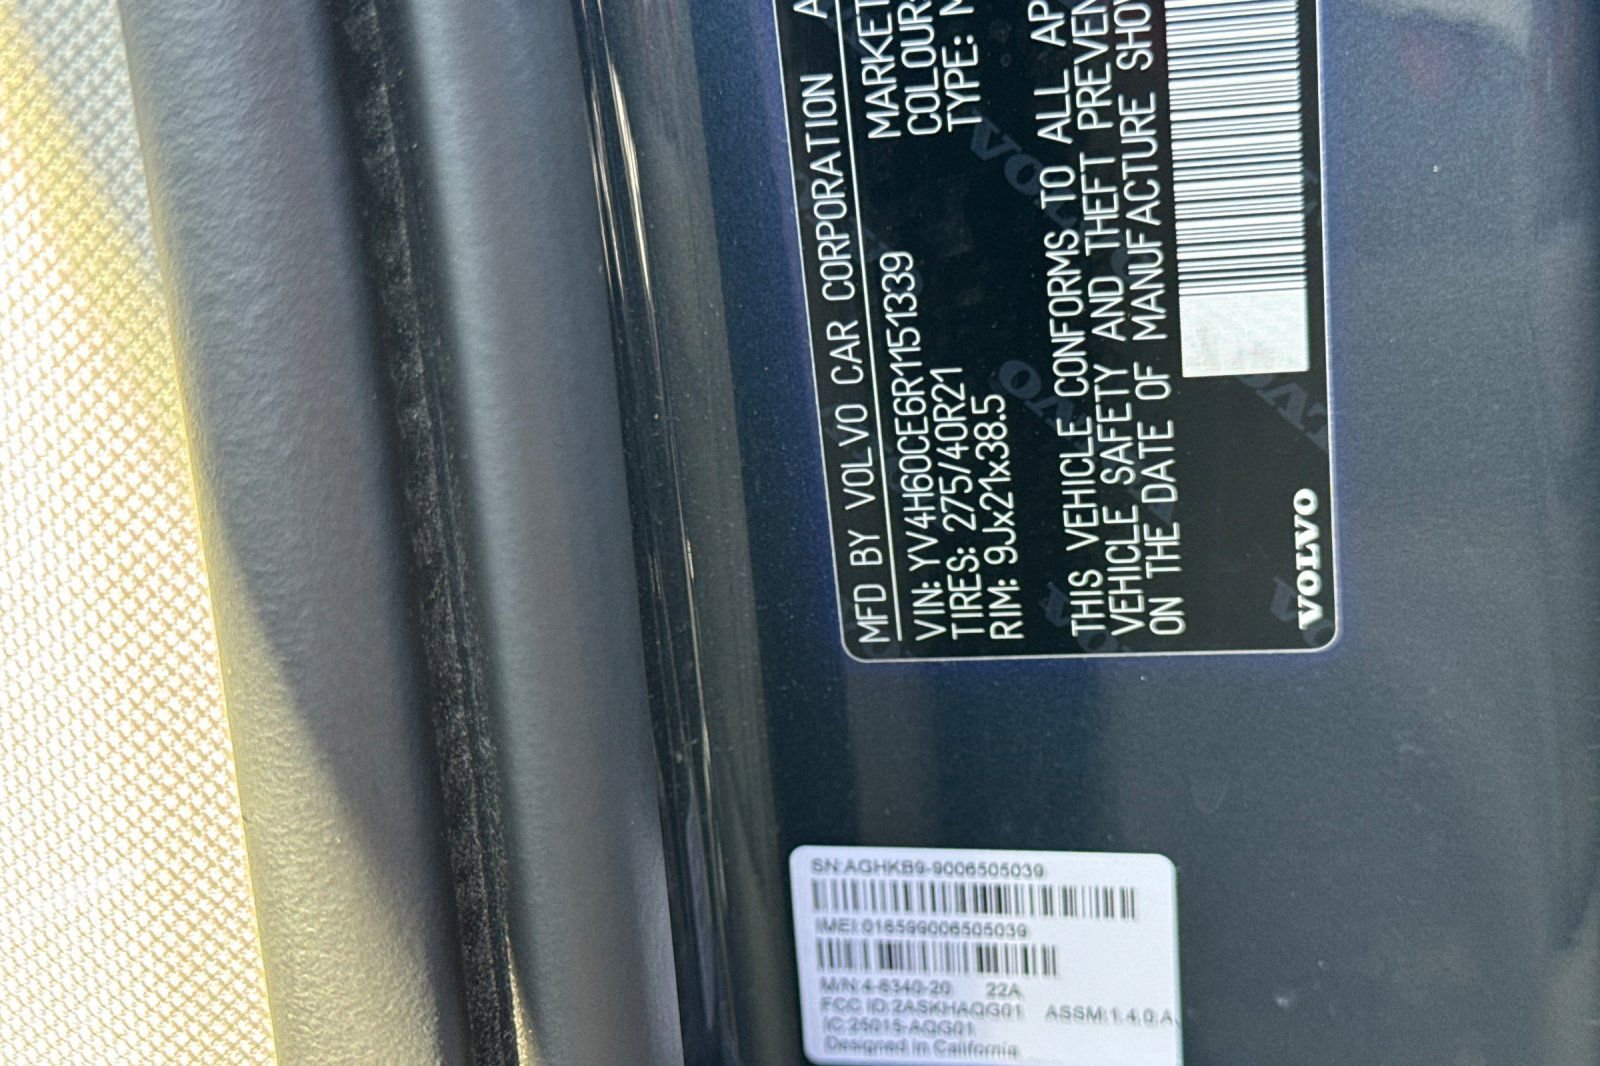 MFD BY VOLVO CAR CORPORATION A
MARKET
COLOUR
VIN: YV4H60CE6R1151339
TYPE:
TIRES: 275/40R21
RIM: 9Jx21x38.5
THIS VEHICLE CONFORMS TO ALL AP
VEHICLE SAFETY AND THEFT PREVEN
ON THE DATE OF MANUFACTURE SHO
VOLVO
SN:AGHKB9-9006505039
IMEI:016599006505039
M/N:4-6340-20 22A
FCC ID:2ASKHAQG01 ASSM:1.4.0:A
IC:25015-AQG01
Designed in California